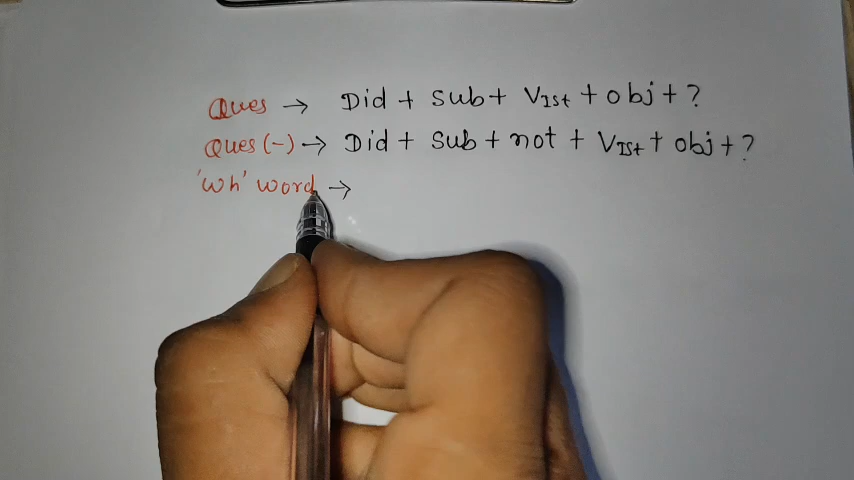 Ques → Did + Sub + V1st + obj + ?
Ques (-) → Did + Sub + not + V1st + obj + ?
'Wh' word →